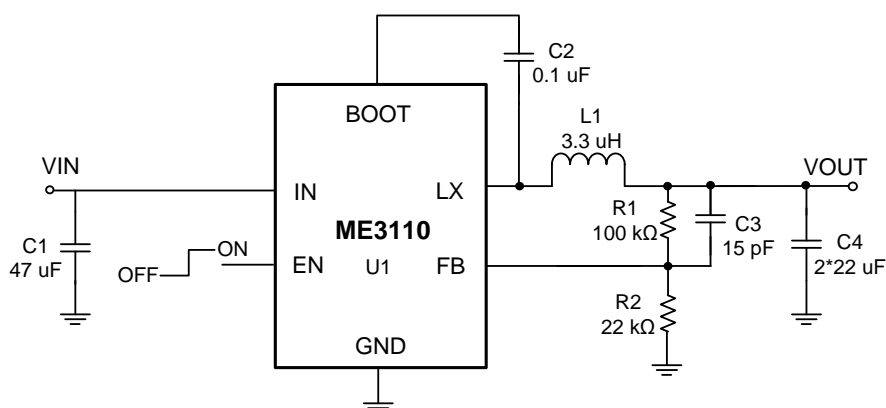 C2
0.1 uF
BOOT
L1
3.3 uH
VIN
VOUT
IN
LX
R1
100 kΩ
C3
15 pF
C4
2*22 uF
ME3110
C1
47 uF
OFF
ON
EN
U1
FB
R2
22 kΩ
GND